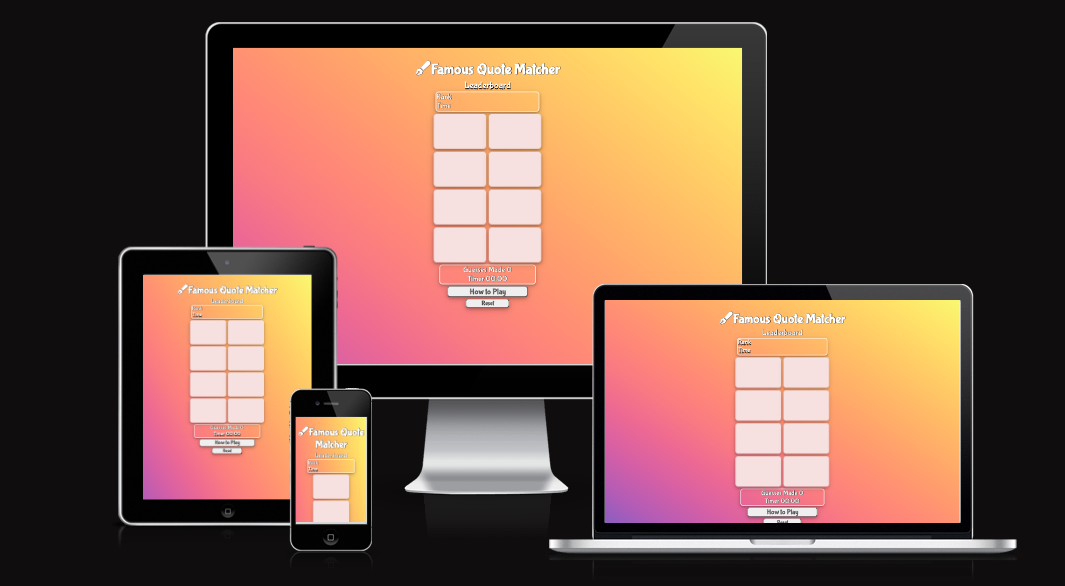 Famous Quote Matcher
Leaderboard
Rank
Time
Guesses Made 0
Timer 00:00
How to Play
Reset
Famous Quote Matcher
Leaderboard
Rank
Time
Guesses Made 0
Timer 00:00
How to Play
Reset
Famous Quote
Matcher
Leaderboard
Rank
Time
Famous Quote Matcher
Leaderboard
Rank
Time
Guesses Made 0
Timer 00:00
How to Play
Reset